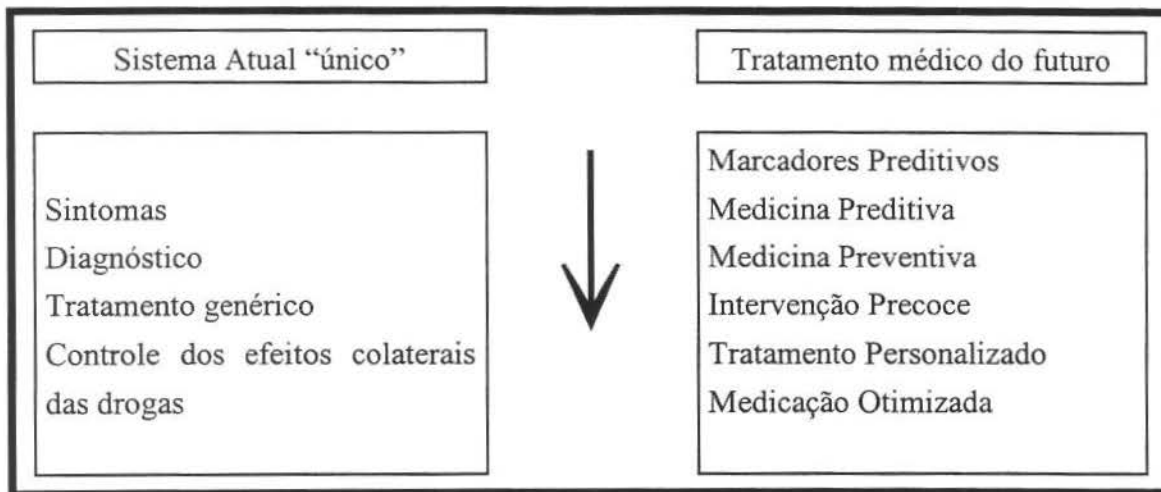 Sistema Atual “único”
Sintomas
Diagnóstico
Tratamento genérico
Controle dos efeitos colaterais
das drogas
Tratamento médico do futuro
Marcadores Preditivos
Medicina Preditiva
Medicina Preventiva
Intervenção Precoce
Tratamento Personalizado
Medicação Otimizada